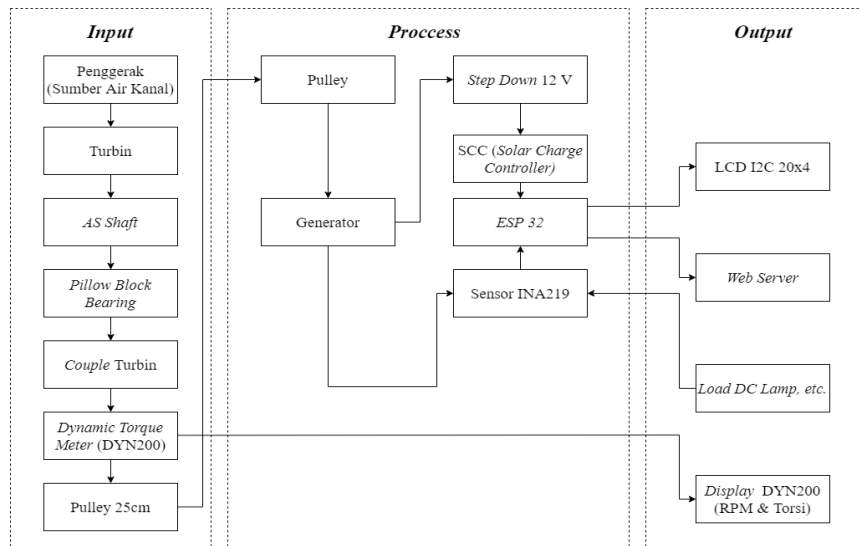 Input
Penggerak
(Sumber Air Kanal)
Turbin
AS Shaft
Pillow Block
Bearing
Couple Turbin
Dynamic Torque
Meter (DYN200)
Pulley 25cm
Proccess
Pulley
Generator
Step Down 12 V
SCC (Solar Charge
Controller)
ESP 32
Sensor INA219
Output
LCD I2C 20x4
Web Server
Load DC Lamp, etc.
Display DYN200
(RPM & Torsi)